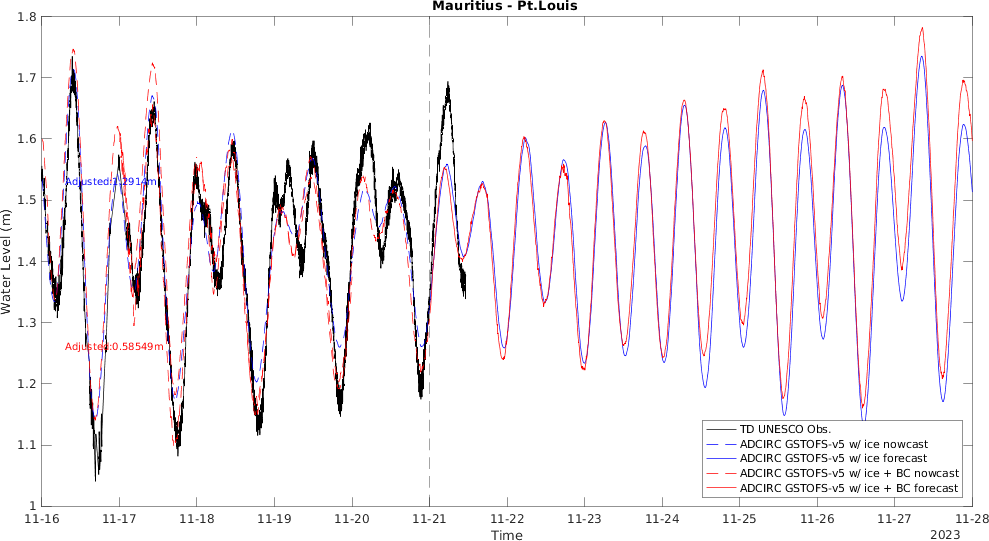 Mauritius - Pt.Louis
1.8
1.7
1.6
1.5
1.4
1.3
1.2
1.1
1
Water Level (m)
Adjusted:1.2914m
Adjusted:0.58549m
TD UNESCO Obs.
ADCIRC GSTOFS-v5 w/ ice nowcast
ADCIRC GSTOFS-v5 w/ ice forecast
ADCIRC GSTOFS-v5 w/ ice + BC nowcast
ADCIRC GSTOFS-v5 w/ ice + BC forecast
11-16 11-17 11-18 11-19 11-20 11-21 11-22 11-23 11-24 11-25 11-26 11-27 11-28
Time
2023